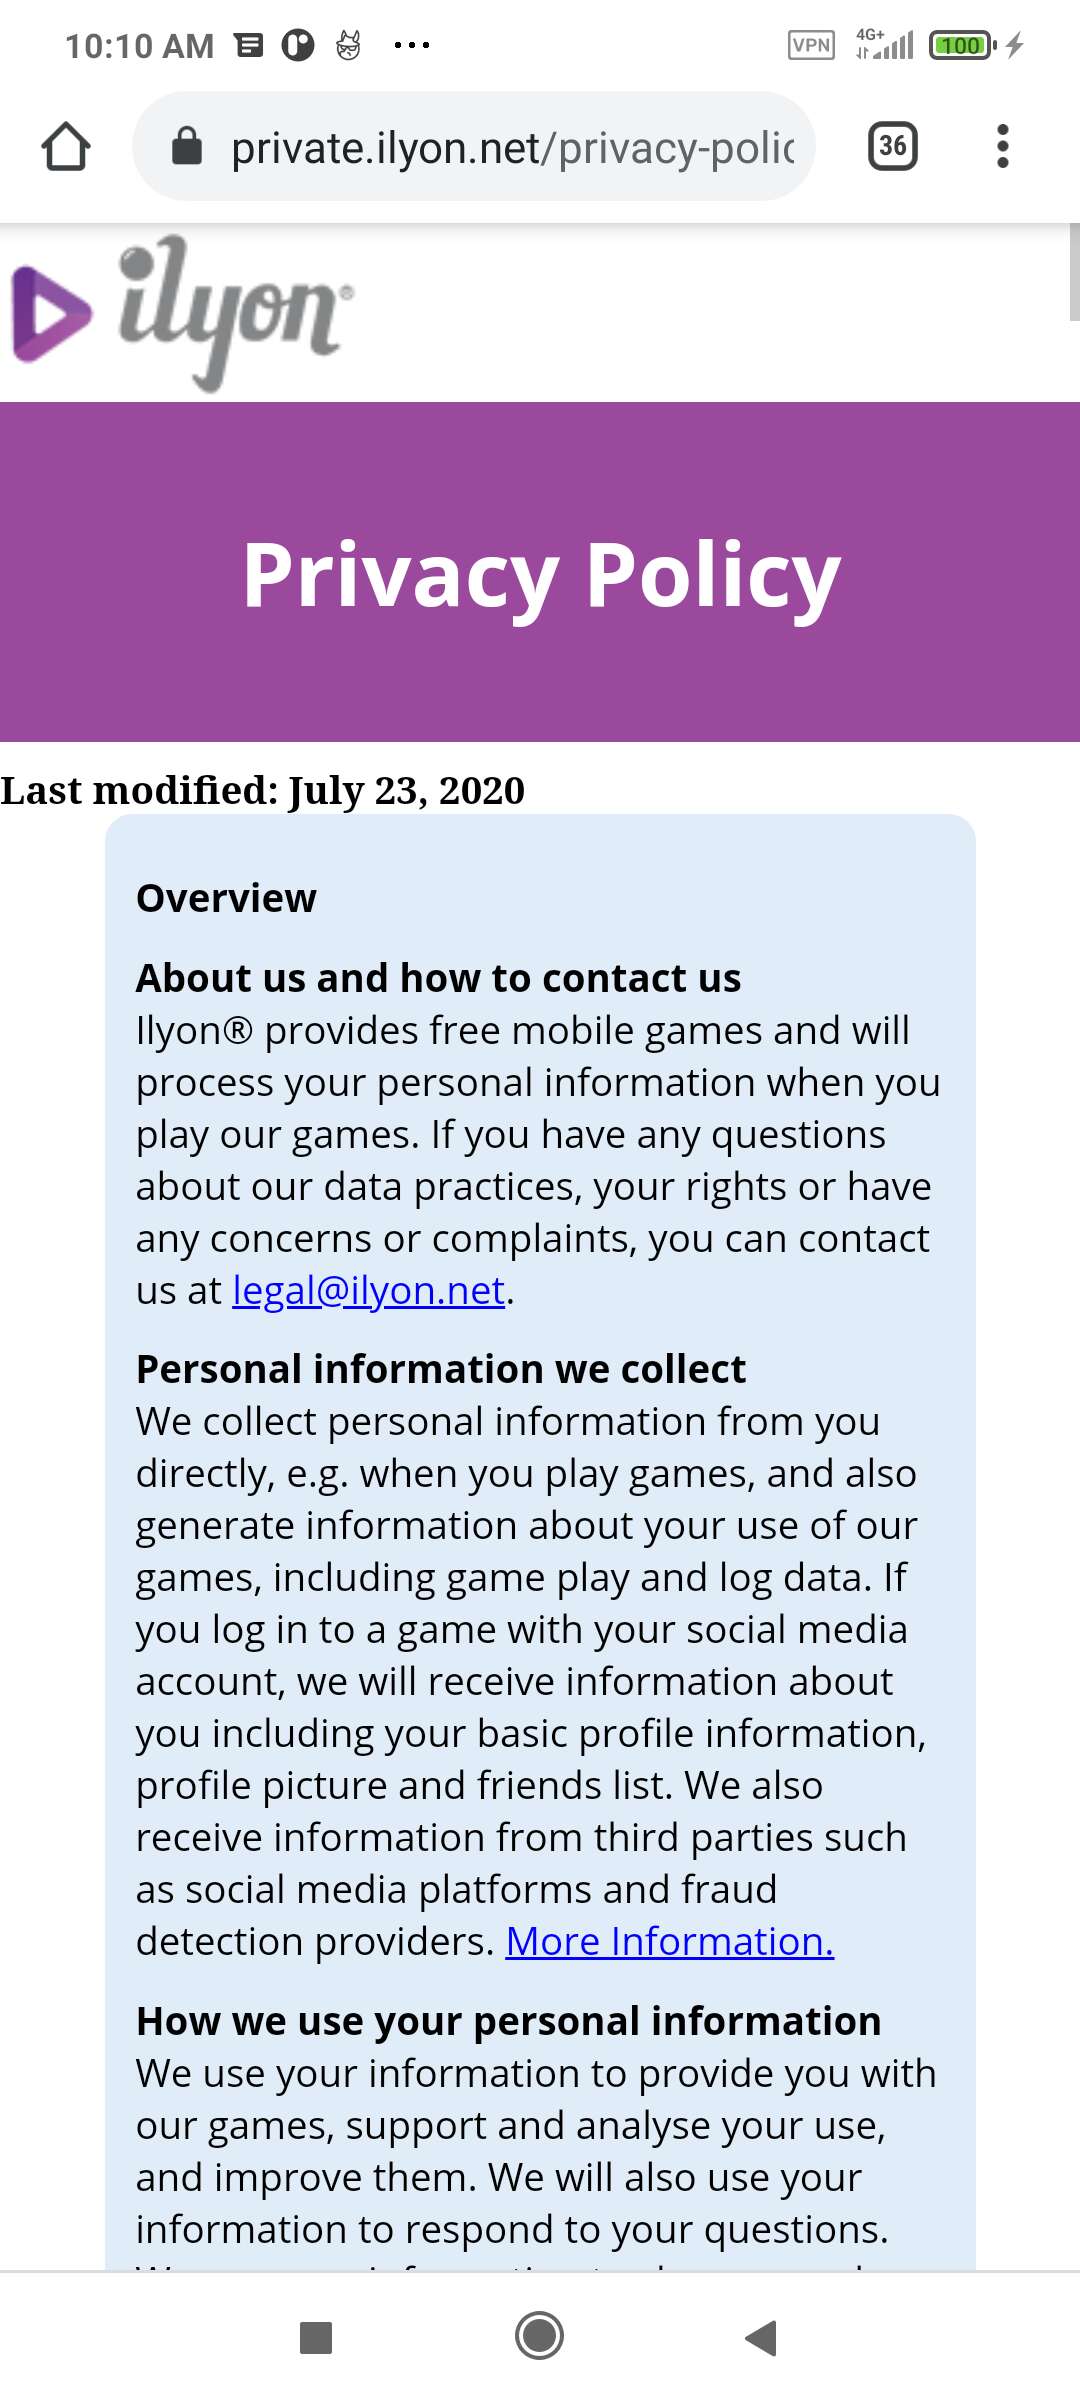 10:10 AM
VPN
4G+
100
private.ilyon.net/privacy-polic
36
ilyon®
Privacy Policy
Last modified: July 23, 2020
Overview
About us and how to contact us
Ilyon® provides free mobile games and will
process your personal information when you
play our games. If you have any questions
about our data practices, your rights or have
any concerns or complaints, you can contact
us at legal@ilyon.net.
Personal information we collect
We collect personal information from you
directly, e.g. when you play games, and also
generate information about your use of our
games, including game play and log data. If
you log in to a game with your social media
account, we will receive information about
you including your basic profile information,
profile picture and friends list. We also
receive information from third parties such
as social media platforms and fraud
detection providers. More Information.
How we use your personal information
We use your information to provide you with
our games, support and analyse your use,
and improve them. We will also use your
information to respond to your questions.